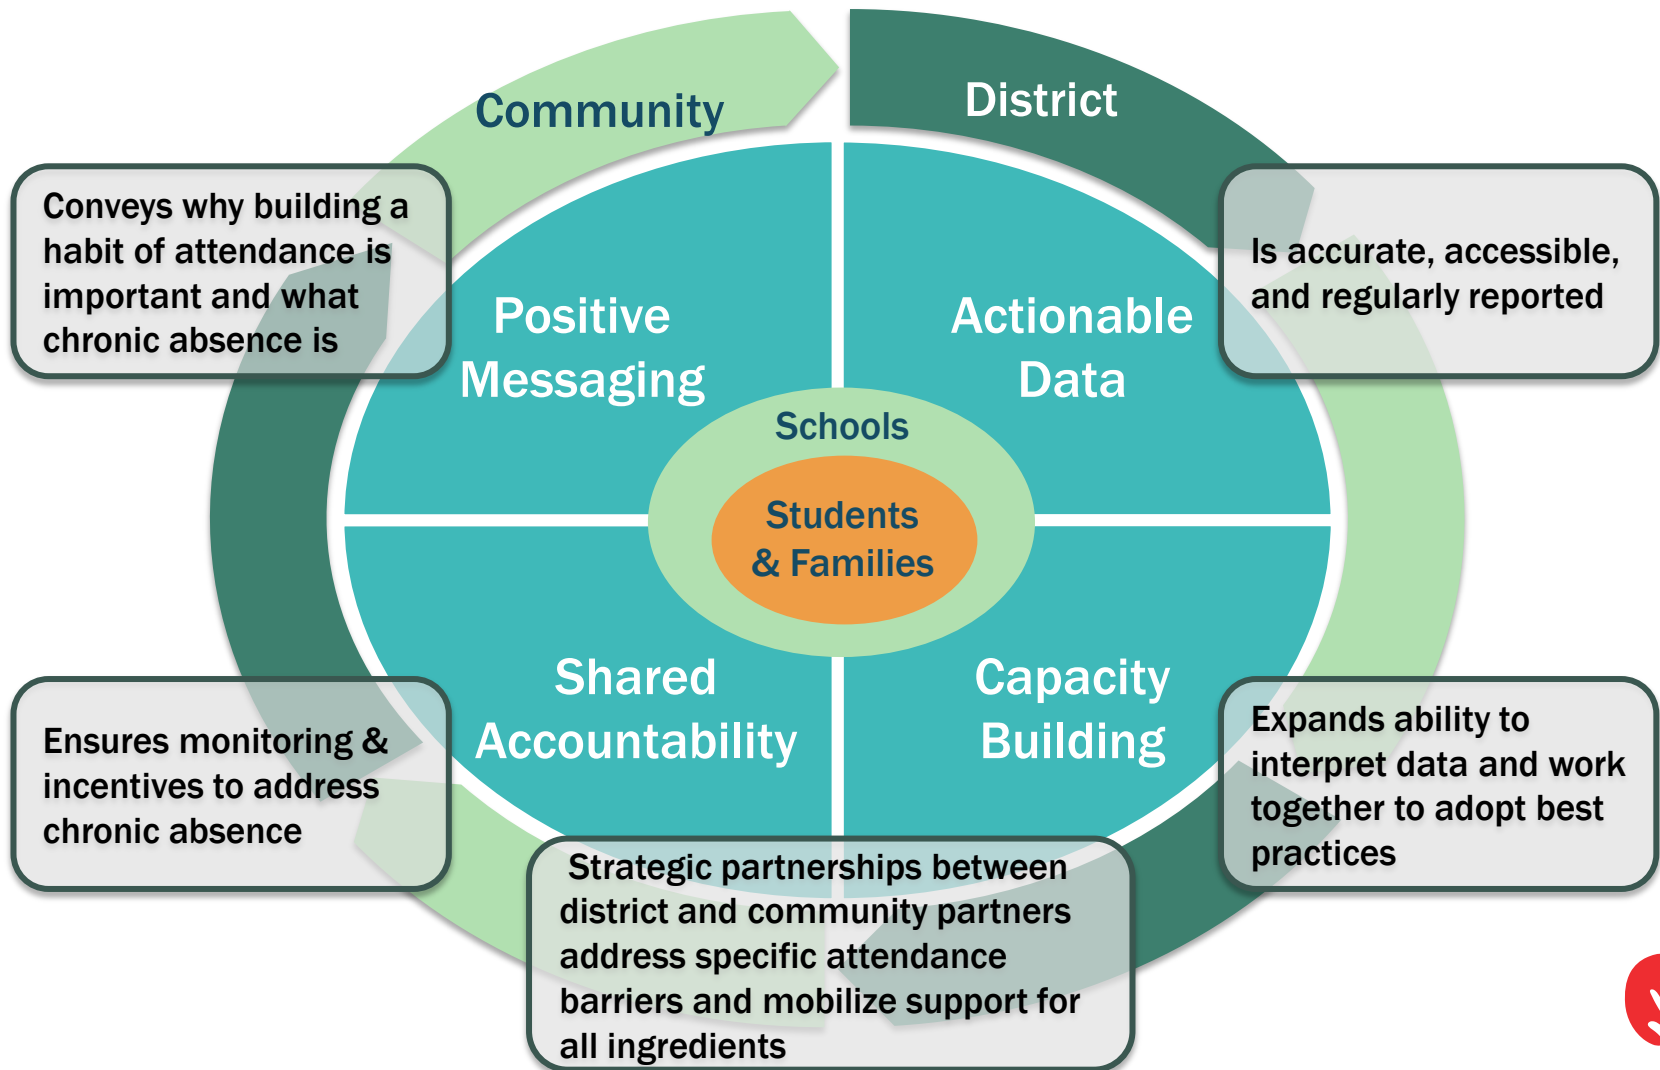 Community
District
Conveys why building a
habit of attendance is
important and what
chronic absence is
Is accurate, accessible,
and regularly reported
Positive
Messaging
Actionable
Data
Schools
Students
& Families
Shared
Accountability
Capacity
Building
Ensures monitoring &
incentives to address
chronic absence
Expands ability to
interpret data and work
together to adopt best
practices
Strategic partnerships between
district and community partners
address specific attendance
barriers and mobilize support for
all ingredients